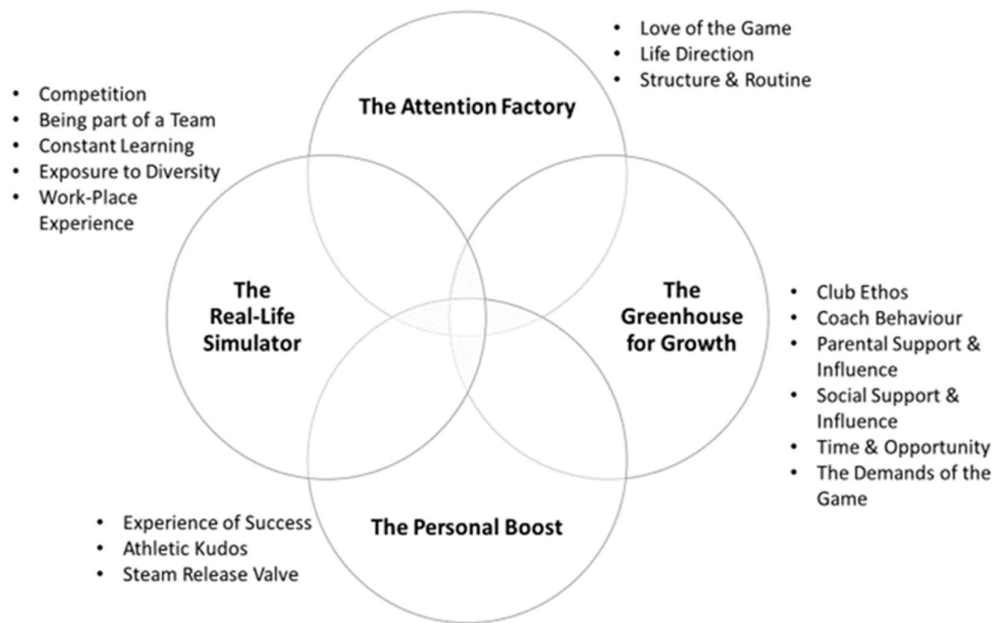 • Love of the Game
• Life Direction
• Structure & Routine
• Competition
• Being part of a Team
• Constant Learning
• Exposure to Diversity
• Work-Place
Experience
The Attention Factory
The
Real-Life
Simulator
The
Greenhouse
for Growth
• Club Ethos
• Coach Behaviour
• Parental Support &
Influence
• Social Support &
Influence
• Time & Opportunity
• The Demands of the
Game
• Experience of Success
• Athletic Kudos
• Steam Release Valve
The Personal Boost